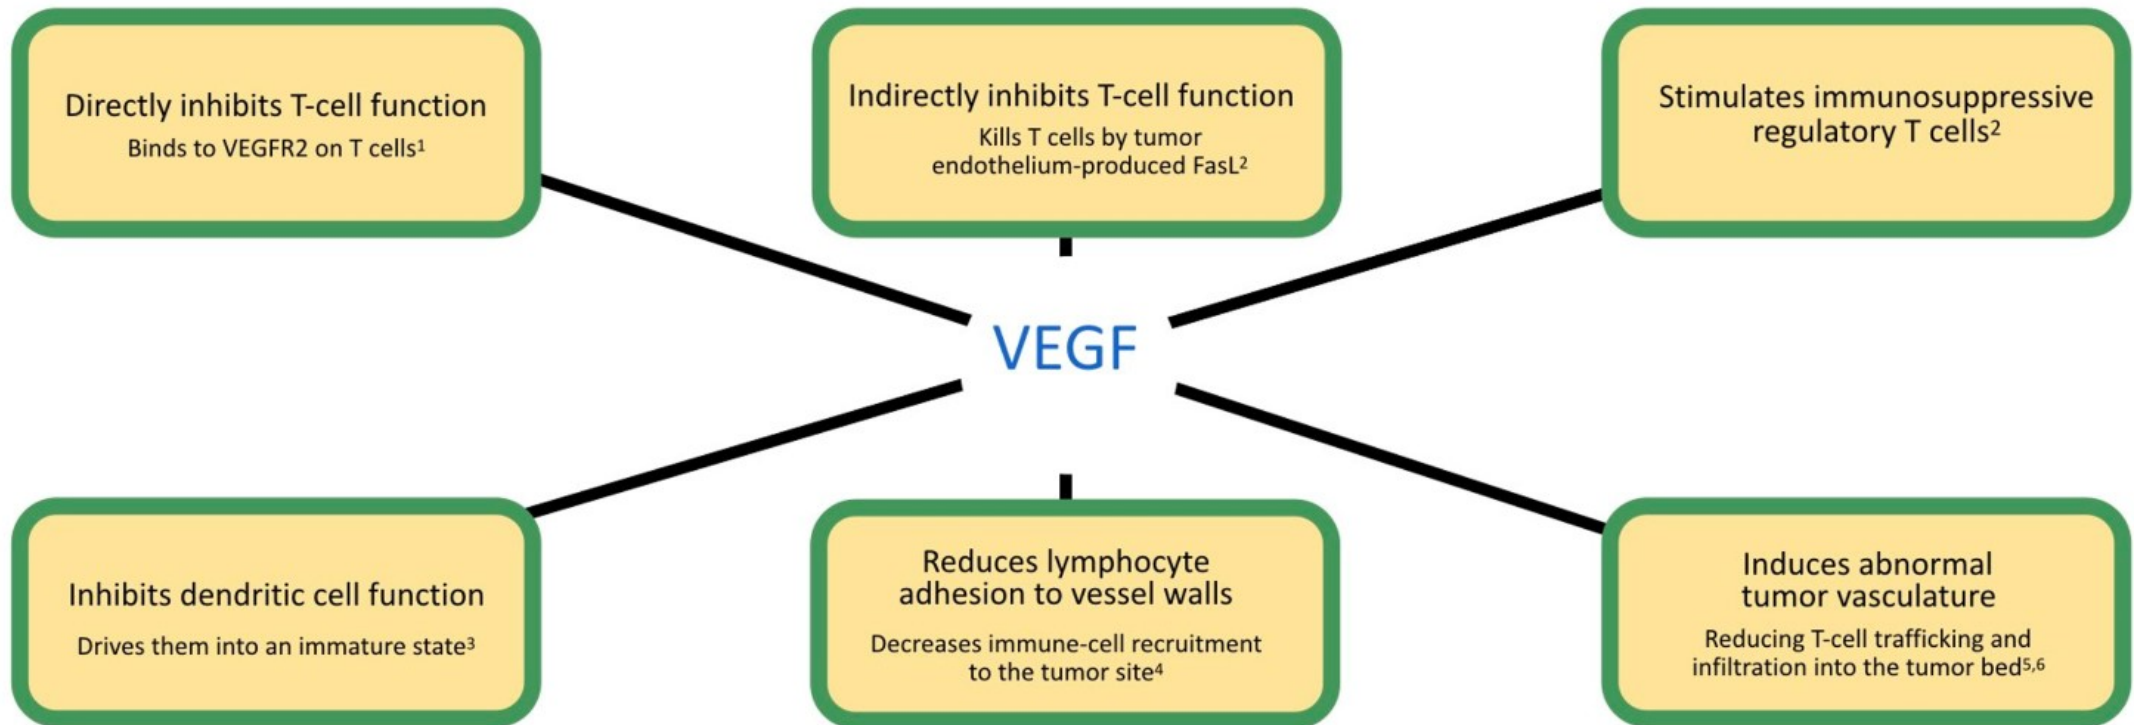 Directly inhibits T-cell function
Binds to VEGFR2 on T cells¹
Indirectly inhibits T-cell function
Kills T cells by tumor
endothelium-produced FasL²
Stimulates immunosuppressive
regulatory T cells²
VEGF
Inhibits dendritic cell function
Drives them into an immature state³
Reduces lymphocyte
adhesion to vessel walls
Decreases immune-cell recruitment
to the tumor site⁴
Induces abnormal
tumor vasculature
Reducing T-cell trafficking and
infiltration into the tumor bed⁵,⁶